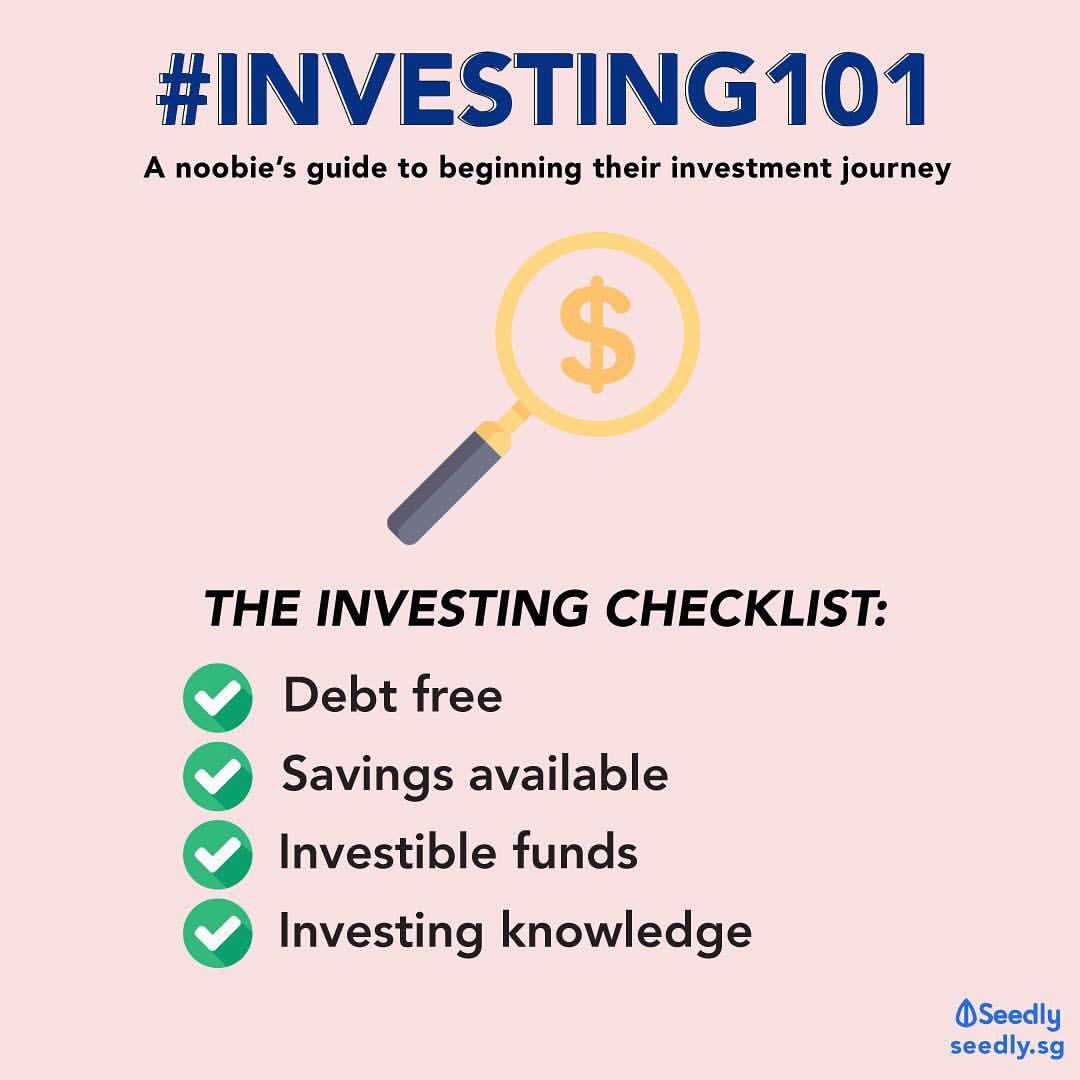 #INVESTING101
A noobie's guide to beginning their investment journey
$
THE INVESTING CHECKLIST:
Debt free
Savings available
Investible funds
Investing knowledge
Seedly
seedly.sg